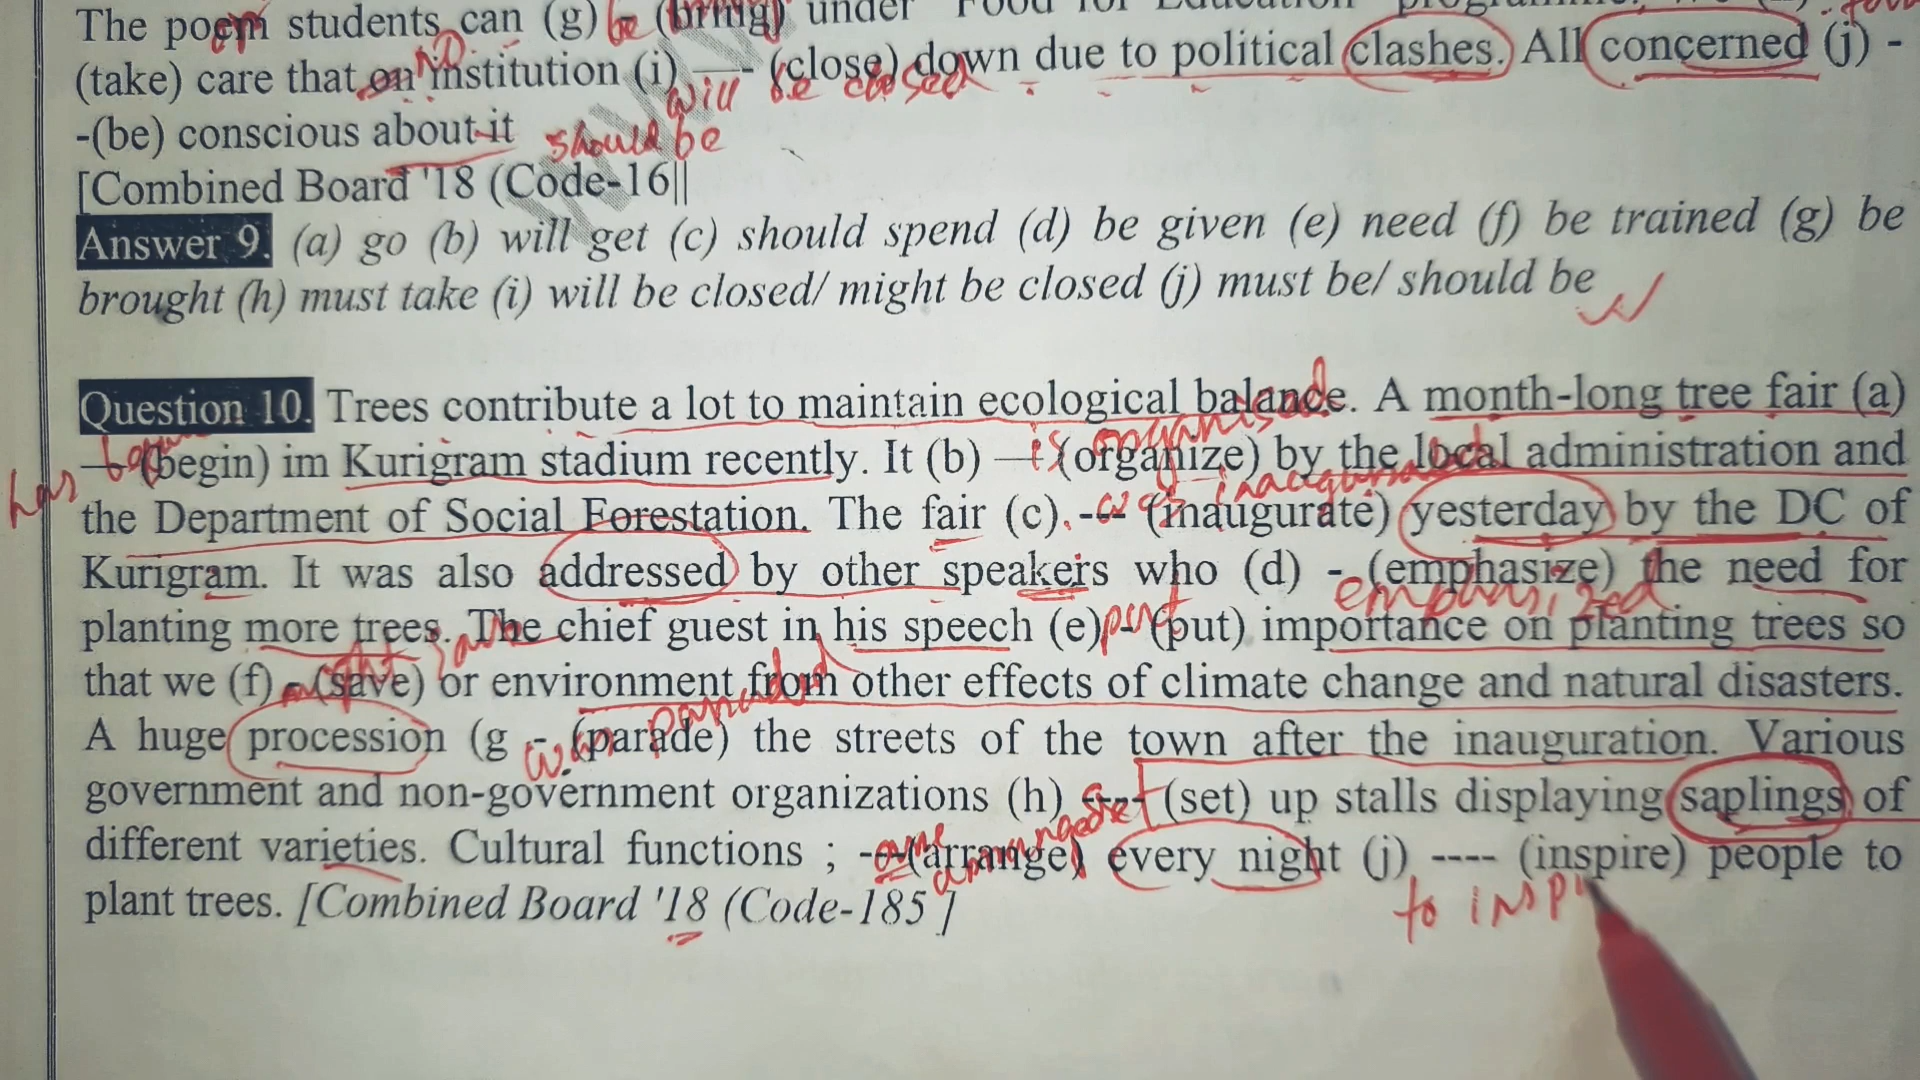 The poem students can (g) be (bring) under "Food for Education" programme. We (h)
(take) care that on NO institution (i) ---- (close) down due to political clashes. All concerned (j) -
will be closed
-(be) conscious about it should be
[Combined Board '18 (Code-16||
Answer 9. (a) go (b) will get (c) should spend (d) be given (e) need (f) be trained (g) be
brought (h) must take (i) will be closed/ might be closed (j) must be/ should be
Question 10. Trees contribute a lot to maintain ecological balance. A month-long tree fair (a)
has begun (begin) im Kurigram stadium recently. It (b) — is organised (organize) by the local administration and
the Department of Social Forestation. The fair (c). -- was inaugurated (inaugurate) yesterday by the DC of
Kurigram. It was also addressed by other speakers who (d) - (emphasize) the need for
emphasized
planting more trees. The chief guest in his speech (e) - put (put) importance on planting trees so
that we (f) - might save (save) or environment from other effects of climate change and natural disasters.
A huge procession (g - paraded (parade) the streets of the town after the inauguration. Various
government and non-government organizations (h) ---- set (set) up stalls displaying saplings of
different varieties. Cultural functions ; -- are arranged (arrange) every night (j) ---- (inspire) people to
to insp
plant trees. [Combined Board '18 (Code-185 ]